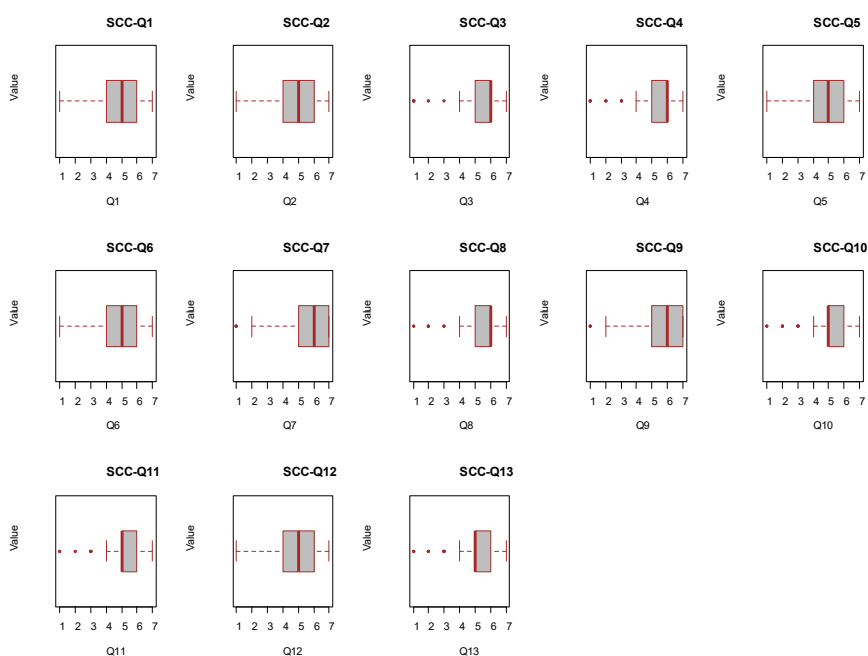 SCC-Q1 SCC-Q2 SCC-Q3 SCC-Q4 SCC-Q5
Value Value Value Value Value
1 2 3 4 5 6 7 1 2 3 4 5 6 7 1 2 3 4 5 6 7 1 2 3 4 5 6 7 1 2 3 4 5 6 7
Q1 Q2 Q3 Q4 Q5
SCC-Q6 SCC-Q7 SCC-Q8 SCC-Q9 SCC-Q10
Value Value Value Value Value
1 2 3 4 5 6 7 1 2 3 4 5 6 7 1 2 3 4 5 6 7 1 2 3 4 5 6 7 1 2 3 4 5 6 7
Q6 Q7 Q8 Q9 Q10
SCC-Q11 SCC-Q12 SCC-Q13
Value Value Value
1 2 3 4 5 6 7 1 2 3 4 5 6 7 1 2 3 4 5 6 7
Q11 Q12 Q13